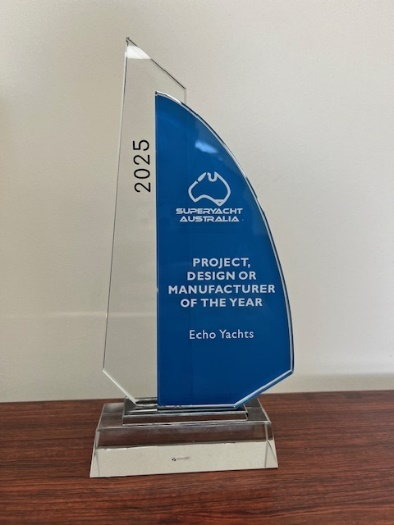 2025
SUPERYACHT
AUSTRALIA
PROJECT,
DESIGN OR
MANUFACTURER
OF THE YEAR
Echo Yachts